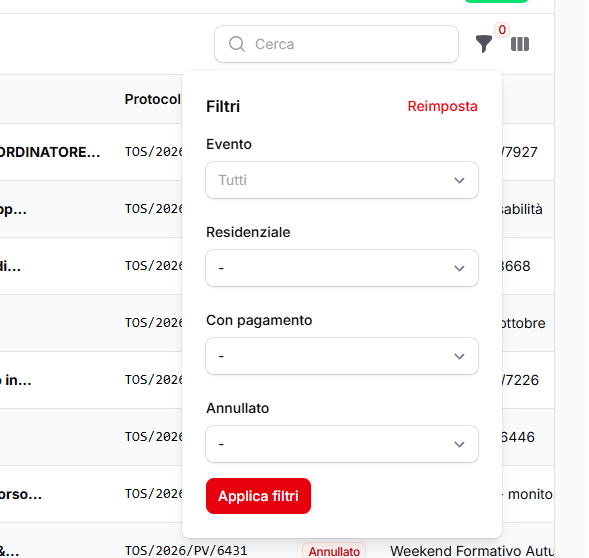 Cerca
0
Protocol
Filtri
Reimposta
ORDINATORE...
TOS/2026
/7927
Evento
Tutti
pp...
TOS/2026
sabilità
Residenziale
di...
TOS/2026
-
3668
Con pagamento
TOS/2026
ottobre
-
o in...
TOS/2026
/7226
Annullato
TOS/2026
-
6446
orso...
TOS/2026
Applica filtri
- monito
&...
TOS/2026/PV/6431
Annullato
Weekend Formativo Autu